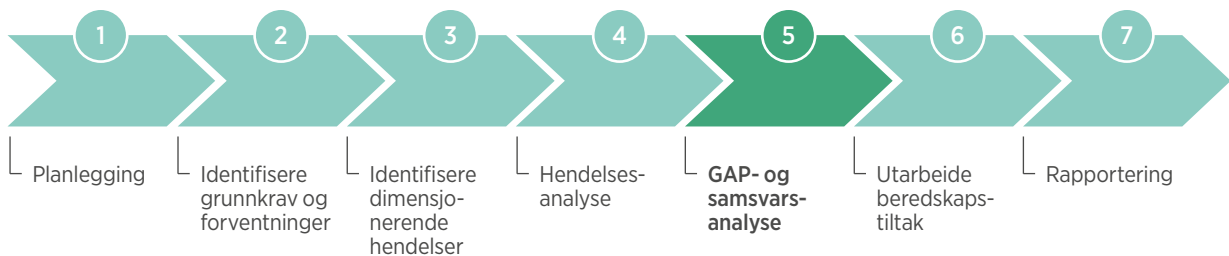 1
2
3
4
5
6
7
Planlegging
Identifisere
grunnkrav og
forventninger
Identifisere
dimensjo-
nerende
hendelser
Hendelses-
analyse
GAP- og
samsvars-
analyse
Utarbeide
beredskaps-
tiltak
Rapportering